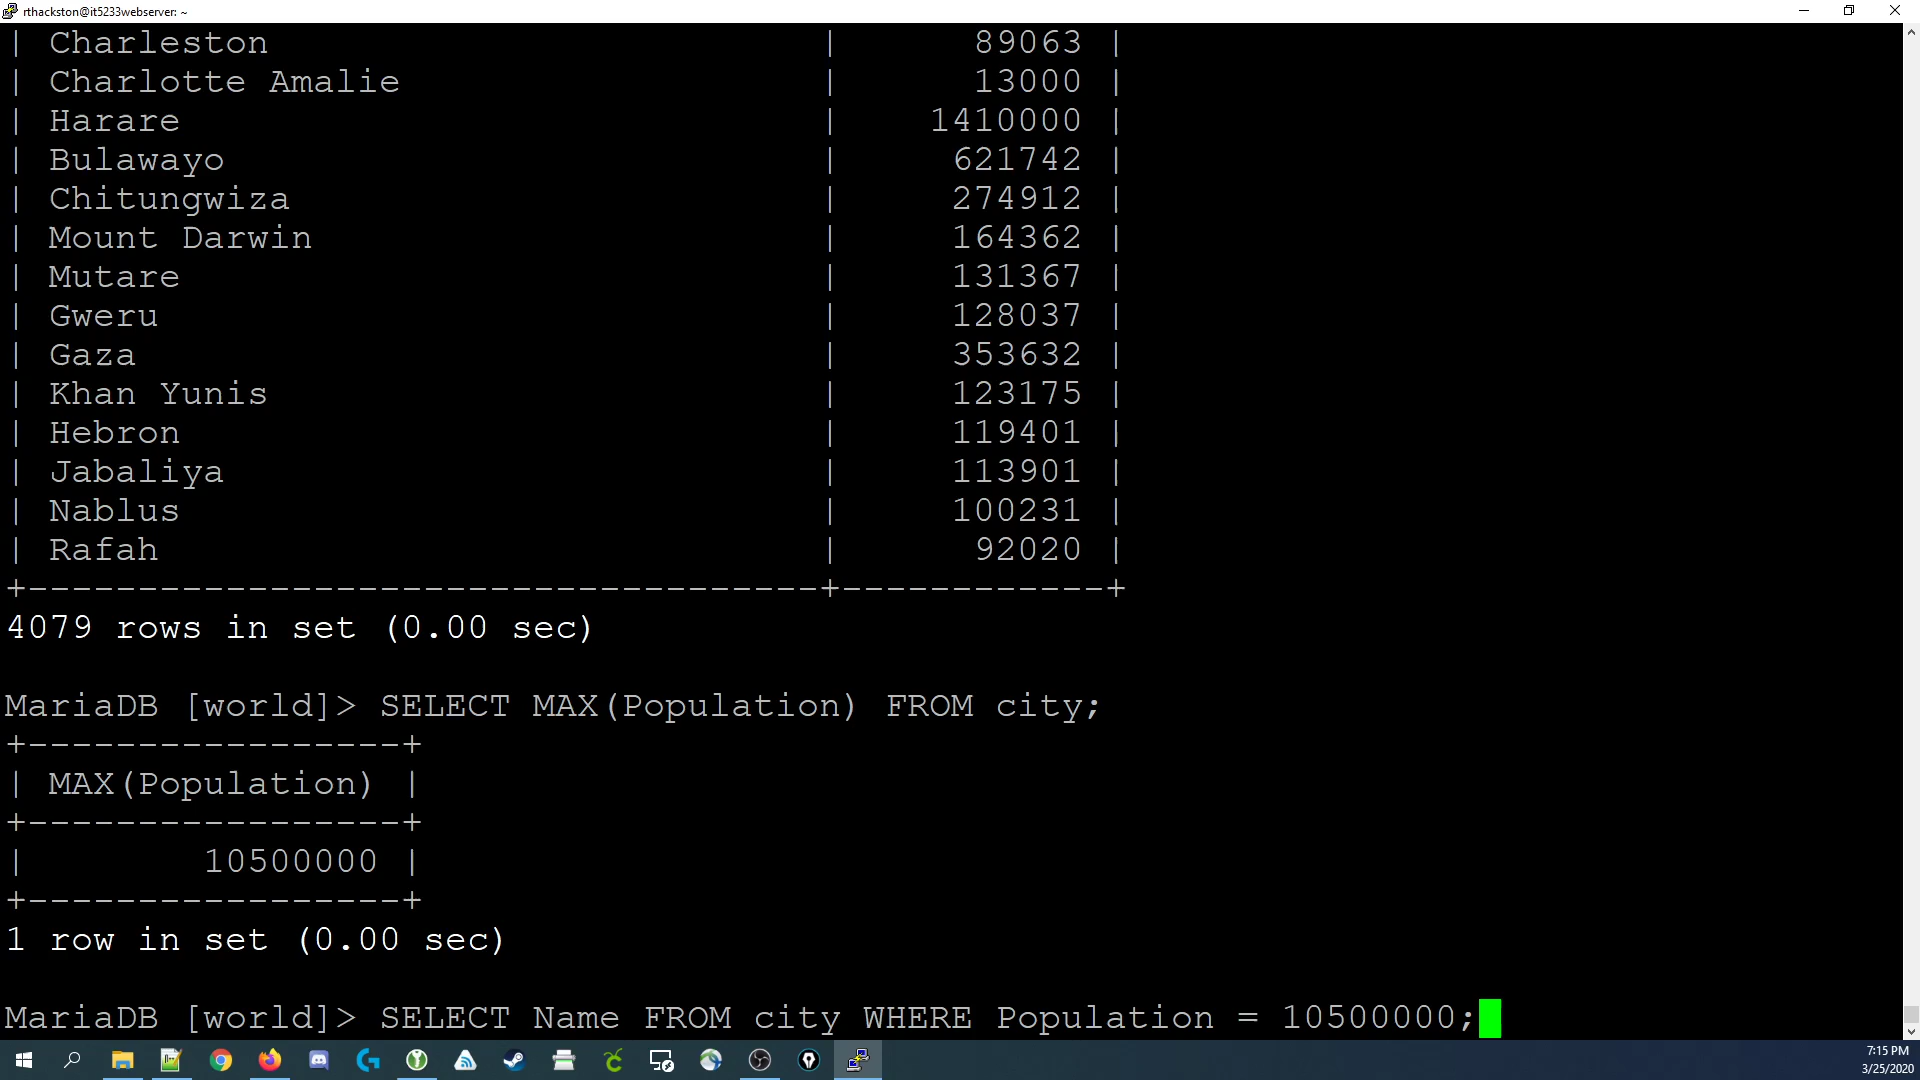 rthackston@it5233webserver: ~
| Charleston | 89063 |
| Charlotte Amalie | 13000 |
| Harare | 1410000 |
| Bulawayo | 621742 |
| Chitungwiza | 274912 |
| Mount Darwin | 164362 |
| Mutare | 131367 |
| Gweru | 128037 |
| Gaza | 353632 |
| Khan Yunis | 123175 |
| Hebron | 119401 |
| Jabaliya | 113901 |
| Nablus | 100231 |
| Rafah | 92020 |
+-----------------------------------+------------+
4079 rows in set (0.00 sec)
MariaDB [world]> SELECT MAX(Population) FROM city;
+-----------------+
| MAX(Population) |
+-----------------+
| 10500000 |
+-----------------+
1 row in set (0.00 sec)
MariaDB [world]> SELECT Name FROM city WHERE Population = 10500000;
7:15 PM
3/25/2020